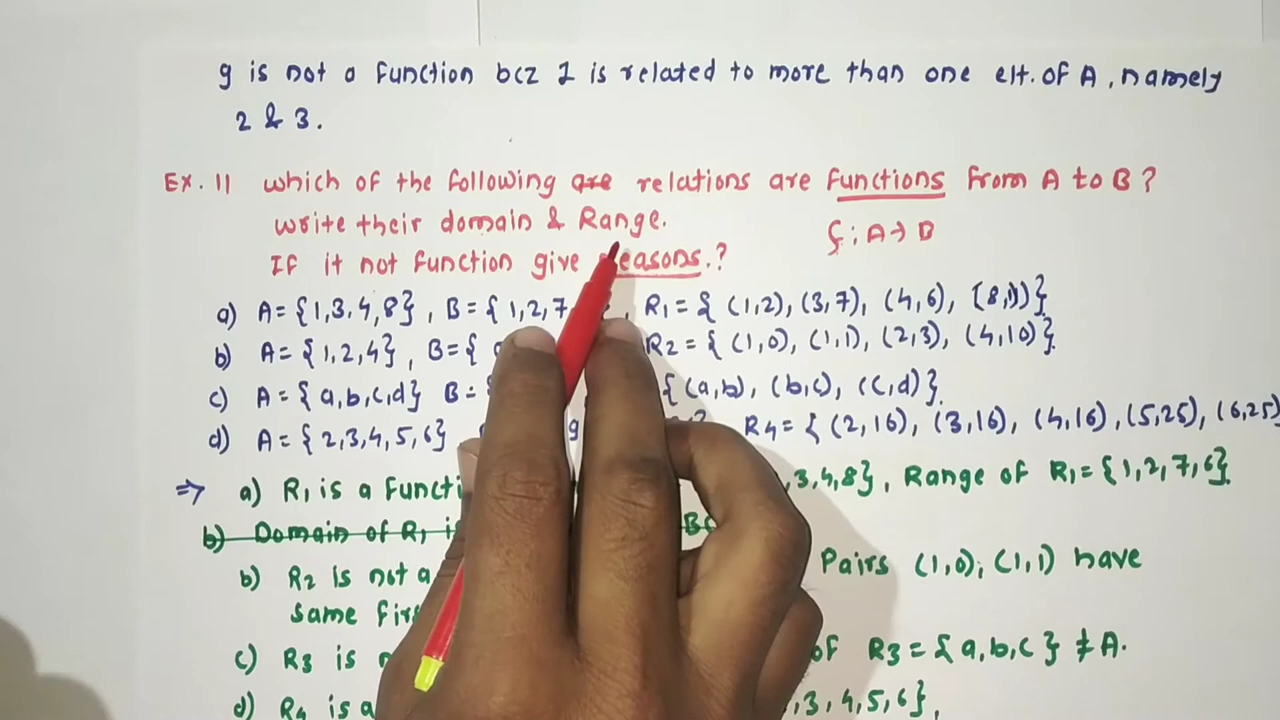 g is not a function bcz 1 is related to more than one elt. of A, namely
2 & 3.
Ex. 11 which of the following are relations are functions from A to B?
write their domain & Range.
f : A → B
If it not function give reasons.?
a) A = {1,3.4,8}, B = {1,2,7 R1 = { (1,2), (3,7), (4,6), (8,1)}
b) A = {1,2,4}, B = { R2 = { (1,0), (1,1), (2,3), (4,10)}.
c) A = {a,b,c,d} B = {(a,b), (b,c), (c,d)}.
d) A = {2,3,4,5,6} R4 = { (2,16), (3,16), (4,16), (5,25), (6,25)
⇒ a) R1 is a functi 3,4,8}, Range of R1 = {1,2,7,6}.
b) Domain of R1 i
b) R2 is not a Pairs (1,0); (1,1) have
same fir
c) R3 is of R3 = {a,b,c} ≠ A.
d) R4 is a 3,4,5,6},